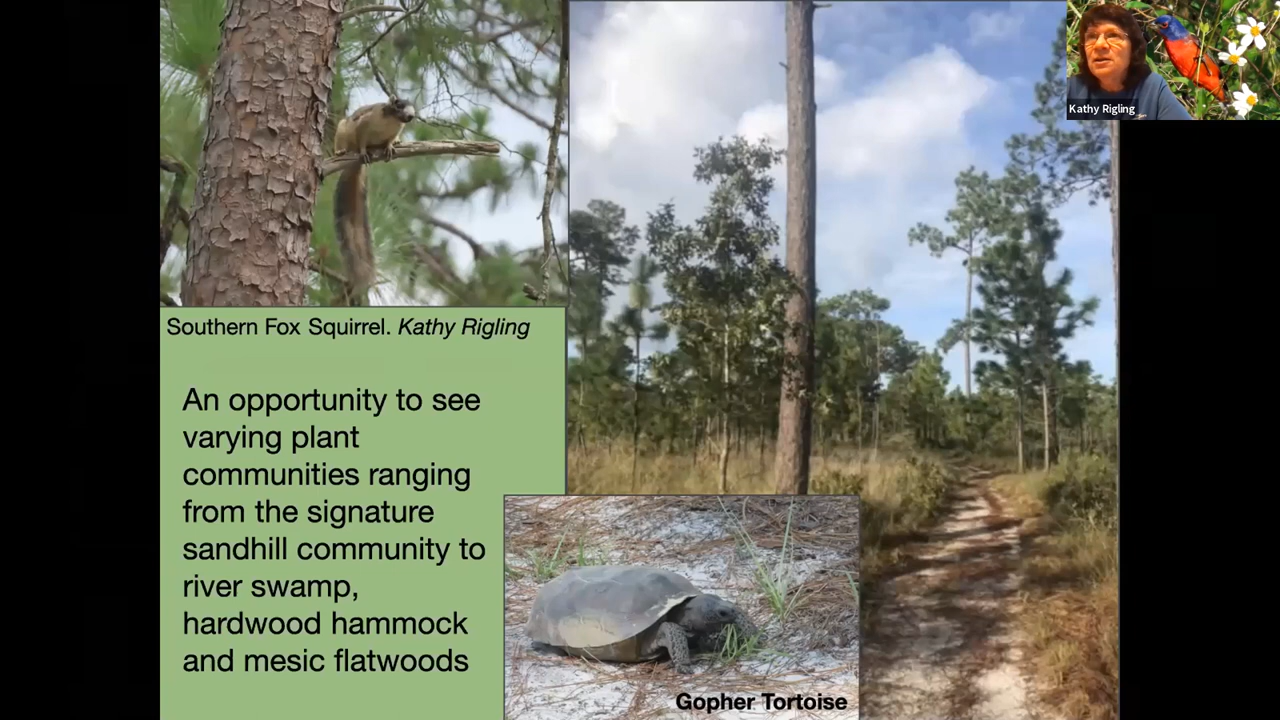 Kathy Rigling
Southern Fox Squirrel. Kathy Rigling
An opportunity to see
varying plant
communities ranging
from the signature
sandhill community to
river swamp,
hardwood hammock
and mesic flatwoods
Gopher Tortoise